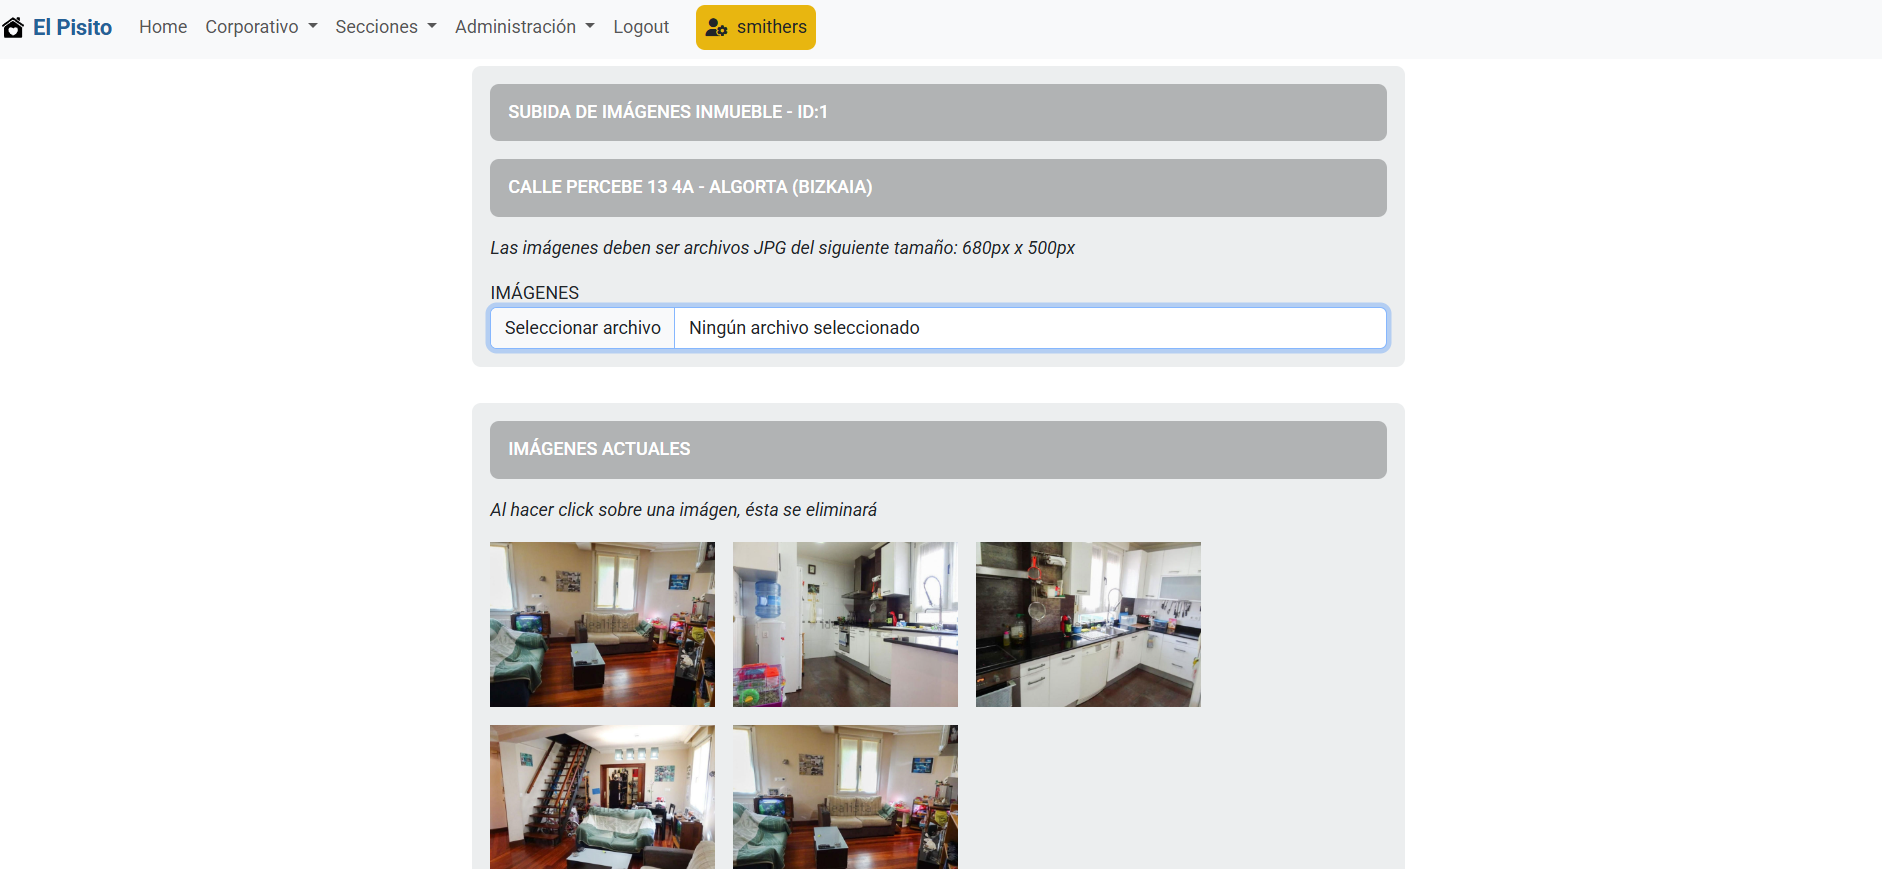 El Pisito Home Corporativo Secciones Administración Logout smithers
SUBIDA DE IMÁGENES INMUEBLE - ID:1
CALLE PERCEBE 13 4A - ALGORTA (BIZKAIA)
Las imágenes deben ser archivos JPG del siguiente tamaño: 680px x 500px
IMÁGENES
Seleccionar archivo Ningún archivo seleccionado
IMÁGENES ACTUALES
Al hacer click sobre una imágen, ésta se eliminará